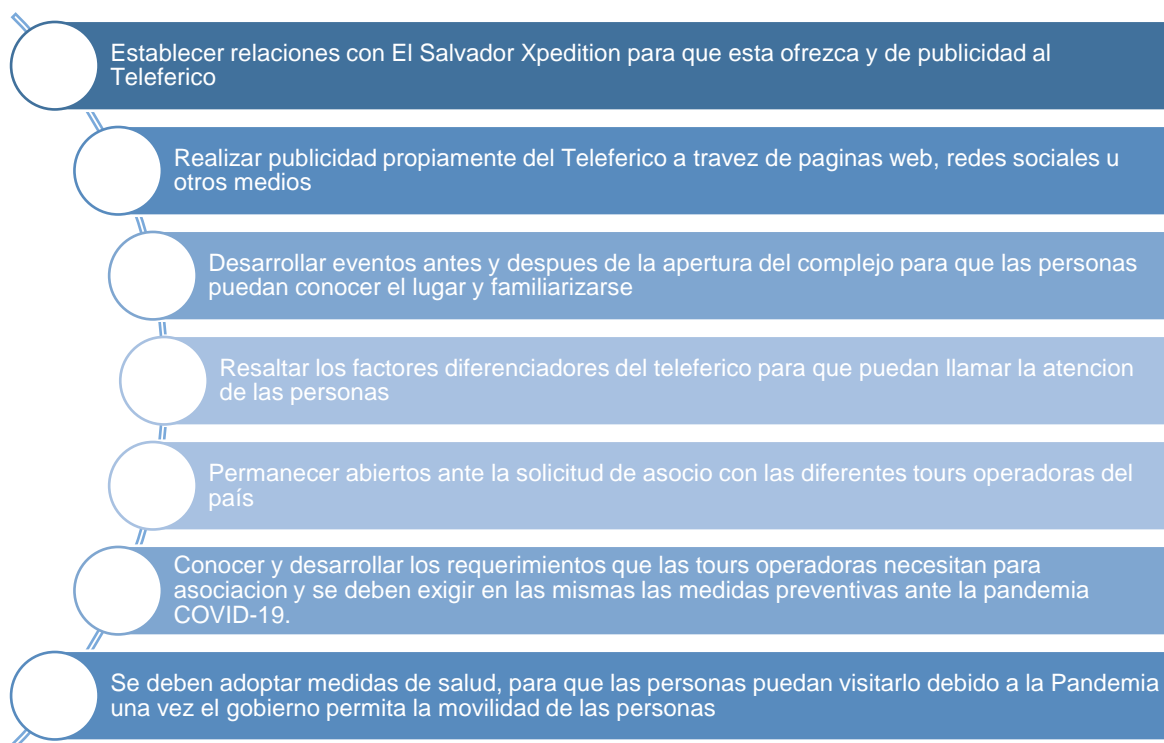 Establecer relaciones con El Salvador Xpedition para que esta ofrezca y de publicidad al
Teleferico
Realizar publicidad propiamente del Teleferico a travez de paginas web, redes sociales u
otros medios
Desarrollar eventos antes y despues de la apertura del complejo para que las personas
puedan conocer el lugar y familiarizarse
Resaltar los factores diferenciadores del teleferico para que puedan llamar la atencion
de las personas
Permanecer abiertos ante la solicitud de asocio con las diferentes tours operadoras del
país
Conocer y desarrollar los requerimientos que las tours operadoras necesitan para
asociacion y se deben exigir en las mismas las medidas preventivas ante la pandemia
COVID-19.
Se deben adoptar medidas de salud, para que las personas puedan visitarlo debido a la Pandemia
una vez el gobierno permita la movilidad de las personas